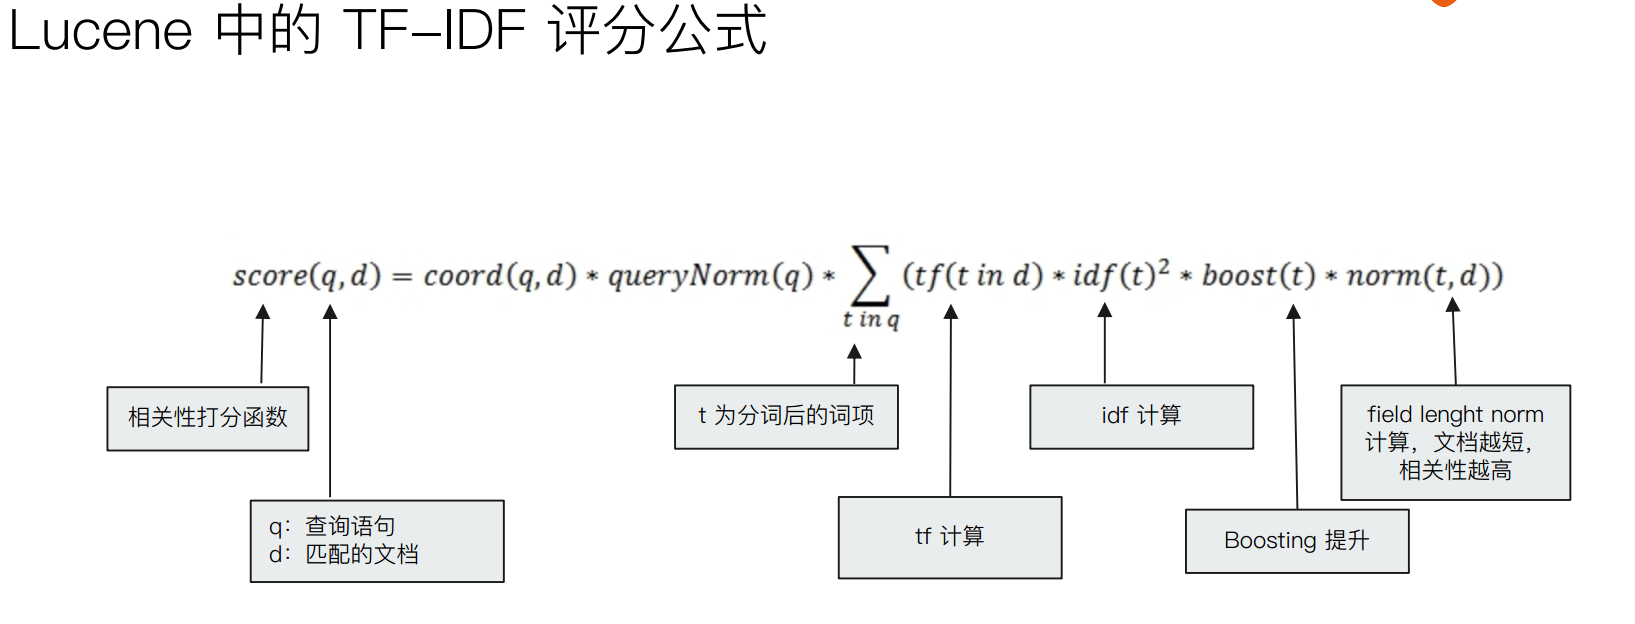 Lucene 中的 TF–IDF 评分公式
score(q,d) = coord(q,d) * queryNorm(q) * ∑ (tf(t in d) * idf(t)² * boost(t) * norm(t,d))
t in q
相关性打分函数
t 为分词后的词项
idf 计算
field lenght norm
计算，文档越短，
相关性越高
q：查询语句
d：匹配的文档
tf 计算
Boosting 提升